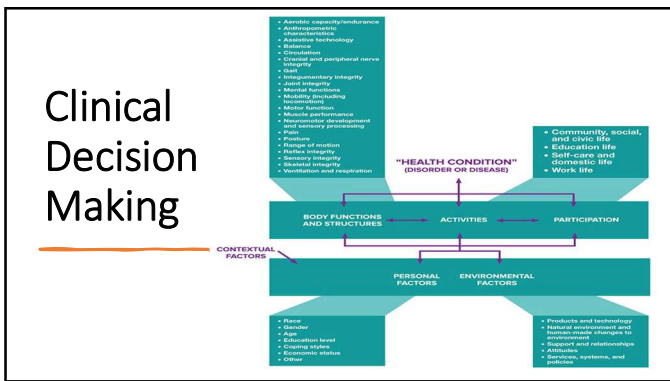 Clinical
Decision
Making
• Aerobic capacity/endurance
• Anthropometric
characteristics
• Assistive technology
• Balance
• Circulation
• Cranial and peripheral nerve
integrity
• Gait
• Integumentary integrity
• Joint integrity
• Mental functions
• Mobility (including
locomotion)
• Motor function
• Muscle performance
• Neuromotor development
and sensory processing
• Pain
• Posture
• Range of motion
• Reflex integrity
• Sensory integrity
• Skeletal integrity
• Ventilation and respiration
"HEALTH CONDITION"
(DISORDER OR DISEASE)
• Community, social,
and civic life
• Education life
• Self-care and
domestic life
• Work life
BODY FUNCTIONS
AND STRUCTURES
ACTIVITIES
PARTICIPATION
CONTEXTUAL
FACTORS
PERSONAL
FACTORS
ENVIRONMENTAL
FACTORS
• Race
• Gender
• Age
• Education level
• Coping styles
• Economic status
• Other
• Products and technology
• Natural environment and
human-made changes to
environment
• Support and relationships
• Attitudes
• Services, systems, and
policies